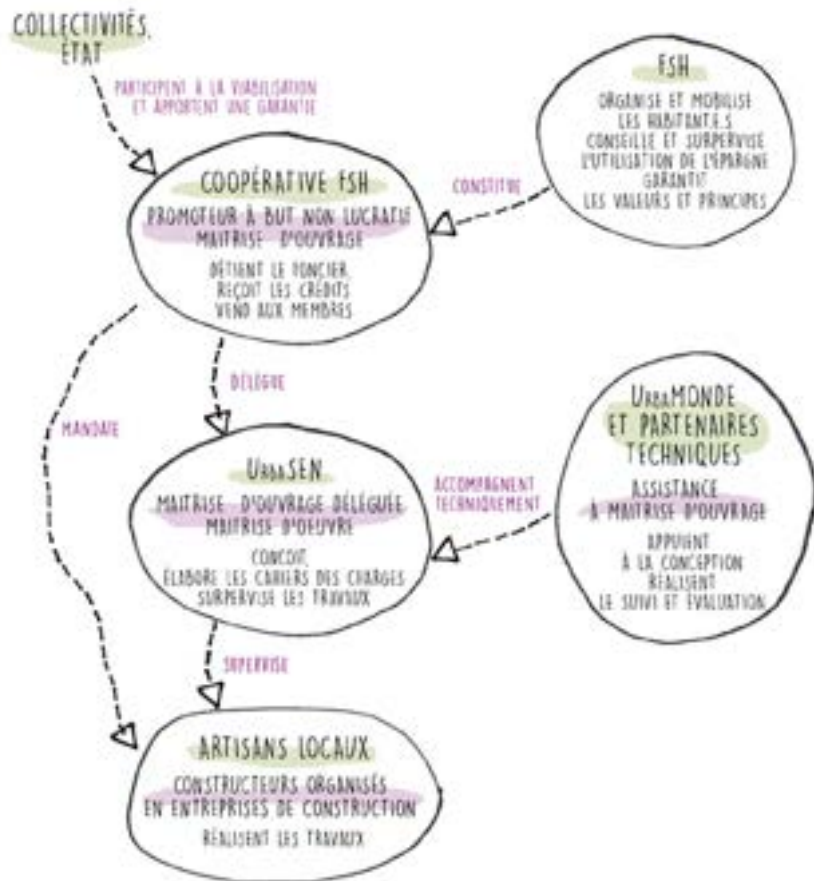 COLLECTIVITÉS,
ÉTAT
PARTICIPENT À LA VIABILISATION
ET APPORTENT UNE GARANTIE
FSH
ORGANISE ET MOBILISE
LES HABITANT.E.S
CONSEILLE ET SURPERVISE
L'UTILISATION DE L'ÉPARGNE
GARANTIT
LES VALEURS ET PRINCIPES
CONSTITUE
COOPÉRATIVE FSH
PROMOTEUR À BUT NON LUCRATIF
MAITRISE D'OUVRAGE
DÉTIENT LE FONCIER,
REÇOIT LES CRÉDITS
VEND AUX MEMBRES
DÉLÈGUE
MANDATE
URBASEN
MAITRISE D'OUVRAGE DÉLÉGUÉE
MAITRISE D'OEUVRE
CONÇOIT,
ÉLABORE LES CAHIERS DES CHARGES
SURPERVISE LES TRAVAUX
ACCOMPAGNENT
TECHNIQUEMENT
URBAMONDE
ET PARTENAIRES
TECHNIQUES
ASSISTANCE
À MAITRISE D'OUVRAGE
APPUIENT
À LA CONCEPTION
RÉALISENT
LE SUIVI ET ÉVALUATION
SUPERVISE
ARTISANS LOCAUX
CONSTRUCTEURS ORGANISÉS
EN ENTREPRISES DE CONSTRUCTION
RÉALISENT LES TRAVAUX